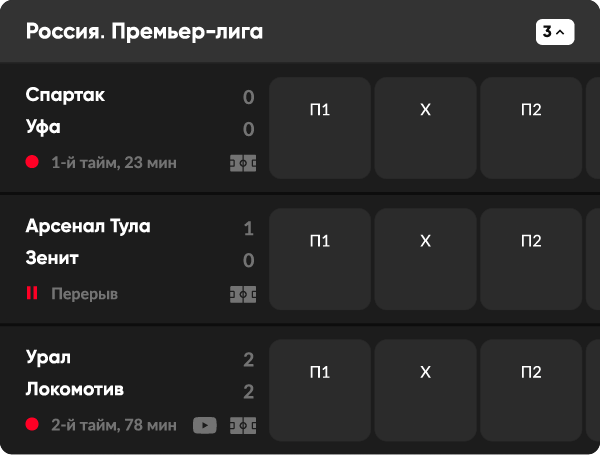 Россия. Премьер-лига 3
Спартак 0
Уфа 0
1-й тайм, 23 мин
П1 X П2
Арсенал Тула 1
Зенит 0
Перерыв
П1 X П2
Урал 2
Локомотив 2
2-й тайм, 78 мин
П1 X П2